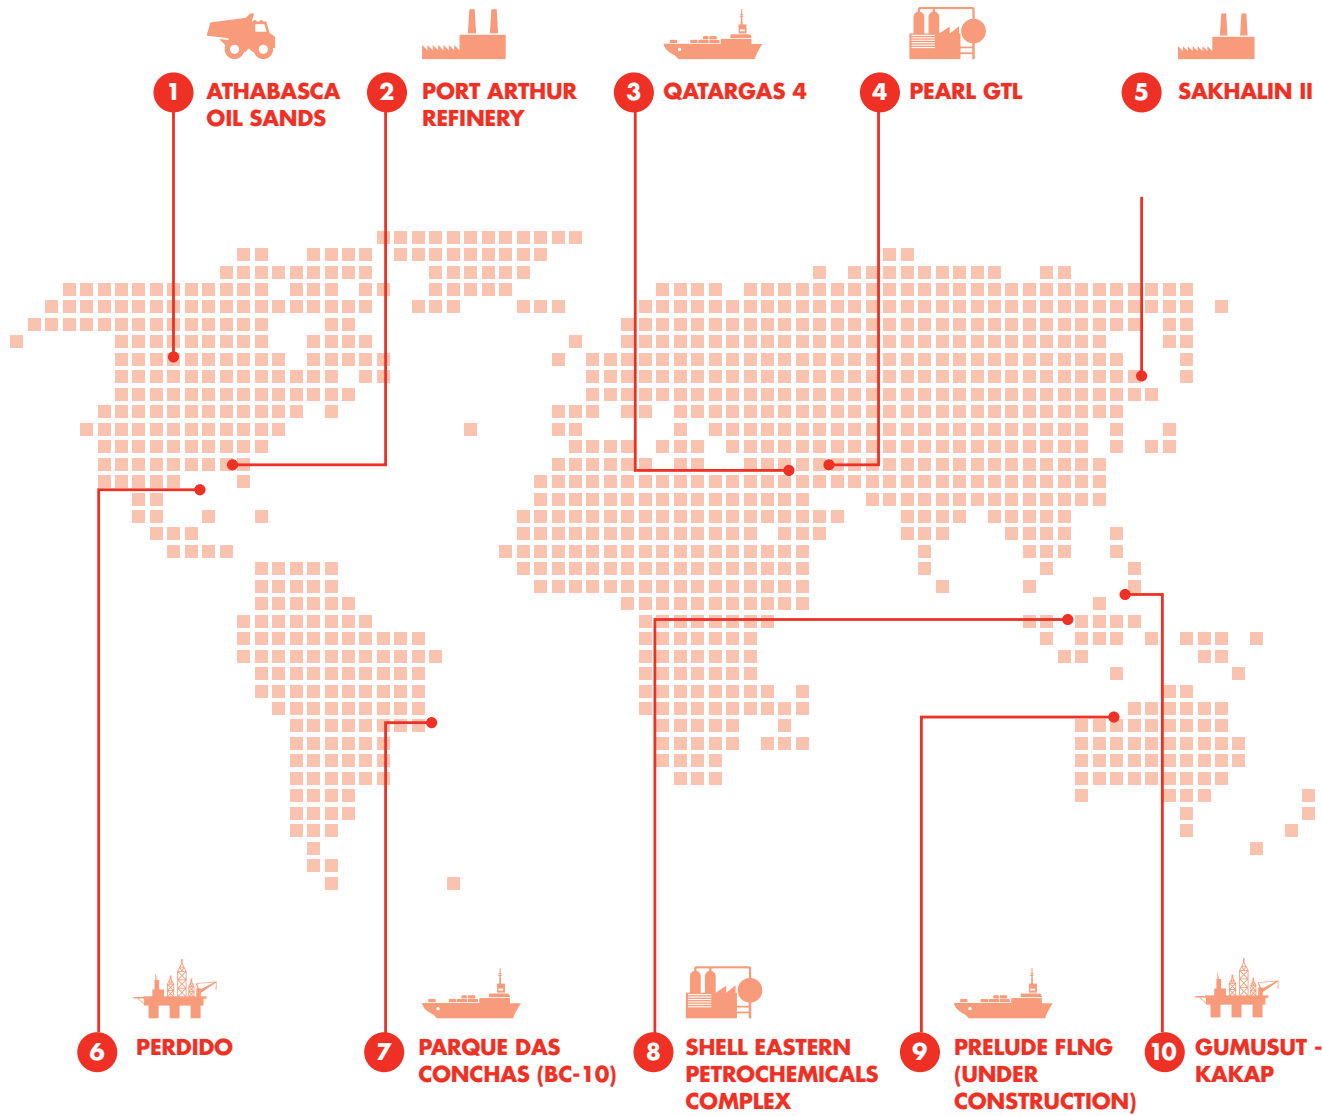 1 ATHABASCA
OIL SANDS
2 PORT ARTHUR
REFINERY
3 QATARGAS 4
4 PEARL GTL
5 SAKHALIN II
6 PERDIDO
7 PARQUE DAS
CONCHAS (BC-10)
8 SHELL EASTERN
PETROCHEMICALS
COMPLEX
9 PRELUDE FLNG
(UNDER
CONSTRUCTION)
10 GUMUSUT -
KAKAP